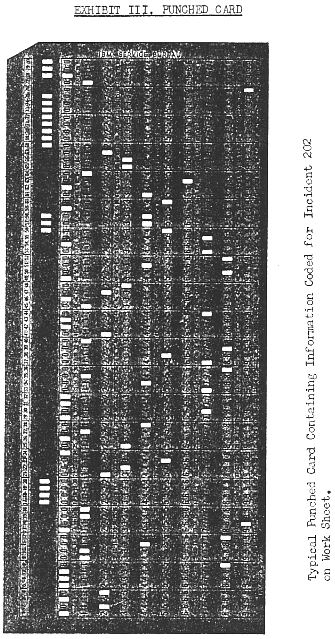 EXHIBIT III. PUNCHED CARD
IBM SERVICE BUREAU
Typical Punched Card Containing Information Coded for Incident 202
on Work Sheet.